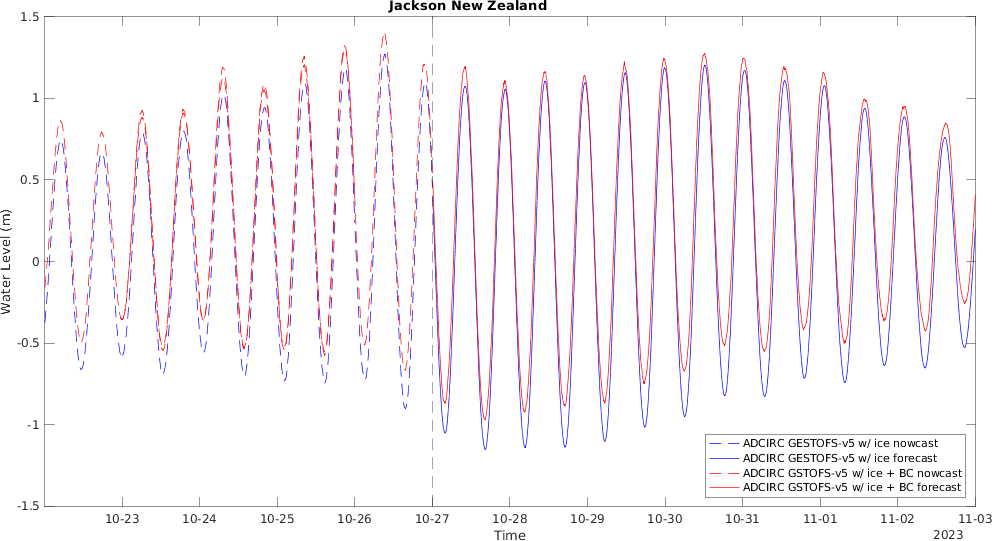 Jackson New Zealand
1.5
1
0.5
0
-0.5
-1
-1.5
Water Level (m)
ADCIRC GESTOFS-v5 w/ ice nowcast
ADCIRC GESTOFS-v5 w/ ice forecast
ADCIRC GSTOFS-v5 w/ ice + BC nowcast
ADCIRC GSTOFS-v5 w/ ice + BC forecast
10-23 10-24 10-25 10-26 10-27 10-28 10-29 10-30 10-31 11-01 11-02 11-03
Time
2023